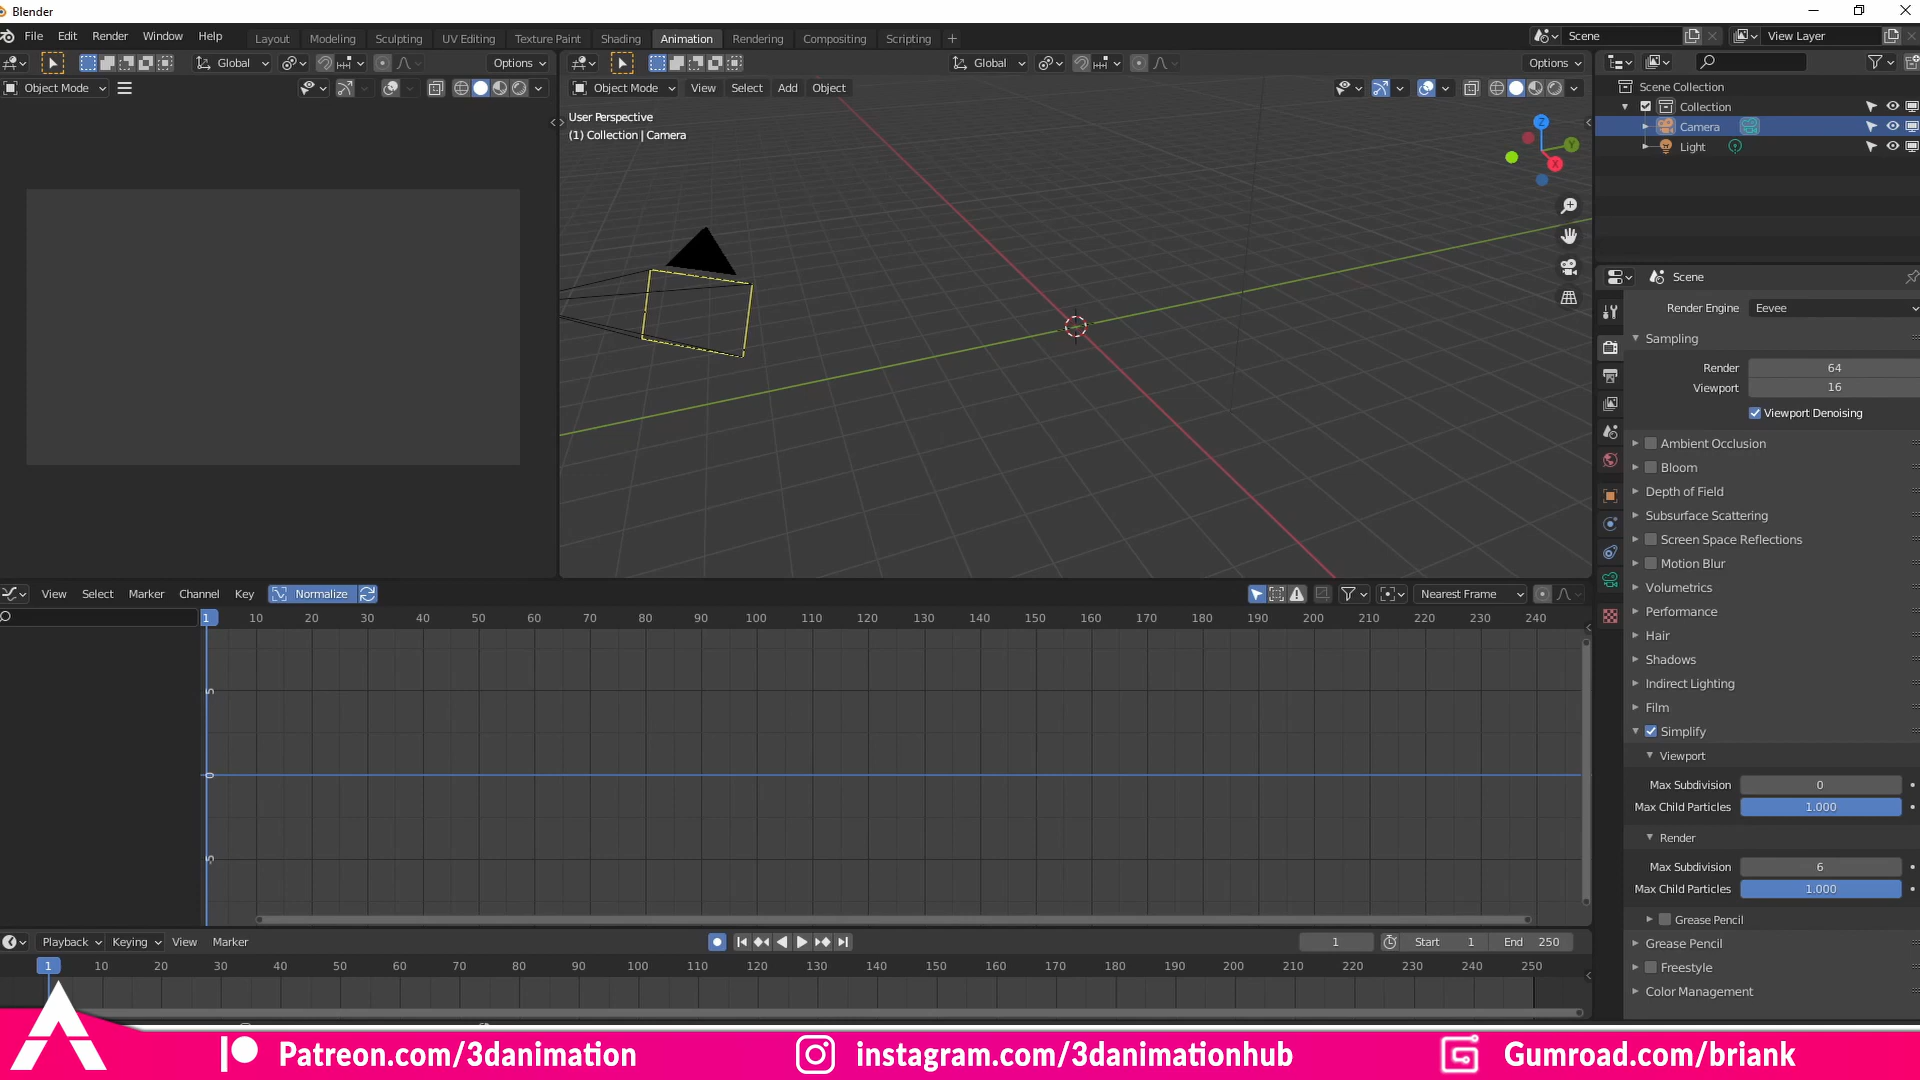 Blender
File Edit Render Window Help Layout Modeling Sculpting UV Editing Texture Paint Shading Animation Rendering Compositing Scripting + Scene View Layer
Global Options Global Options
Object Mode Object Mode View Select Add Object
User Perspective
(1) Collection | Camera
Z
Y
X
Scene Collection
Collection
Camera
Light
Scene
Render Engine Eevee
Sampling
Render 64
Viewport 16
Viewport Denoising
Ambient Occlusion
Bloom
Depth of Field
Subsurface Scattering
Screen Space Reflections
Motion Blur
Volumetrics
Performance
Hair
Shadows
Indirect Lighting
Film
Simplify
Viewport
Max Subdivision 0
Max Child Particles 1.000
Render
Max Subdivision 6
Max Child Particles 1.000
Grease Pencil
Grease Pencil
Freestyle
Color Management
View Select Marker Channel Key Normalize Nearest Frame
1 10 20 30 40 50 60 70 80 90 100 110 120 130 140 150 160 170 180 190 200 210 220 230 240
5
0
-5
Playback Keying View Marker 1 Start 1 End 250
1 10 20 30 40 50 60 70 80 90 100 110 120 130 140 150 160 170 180 190 200 210 220 230 240 250
Patreon.com/3danimation instagram.com/3danimationhub Gumroad.com/briank